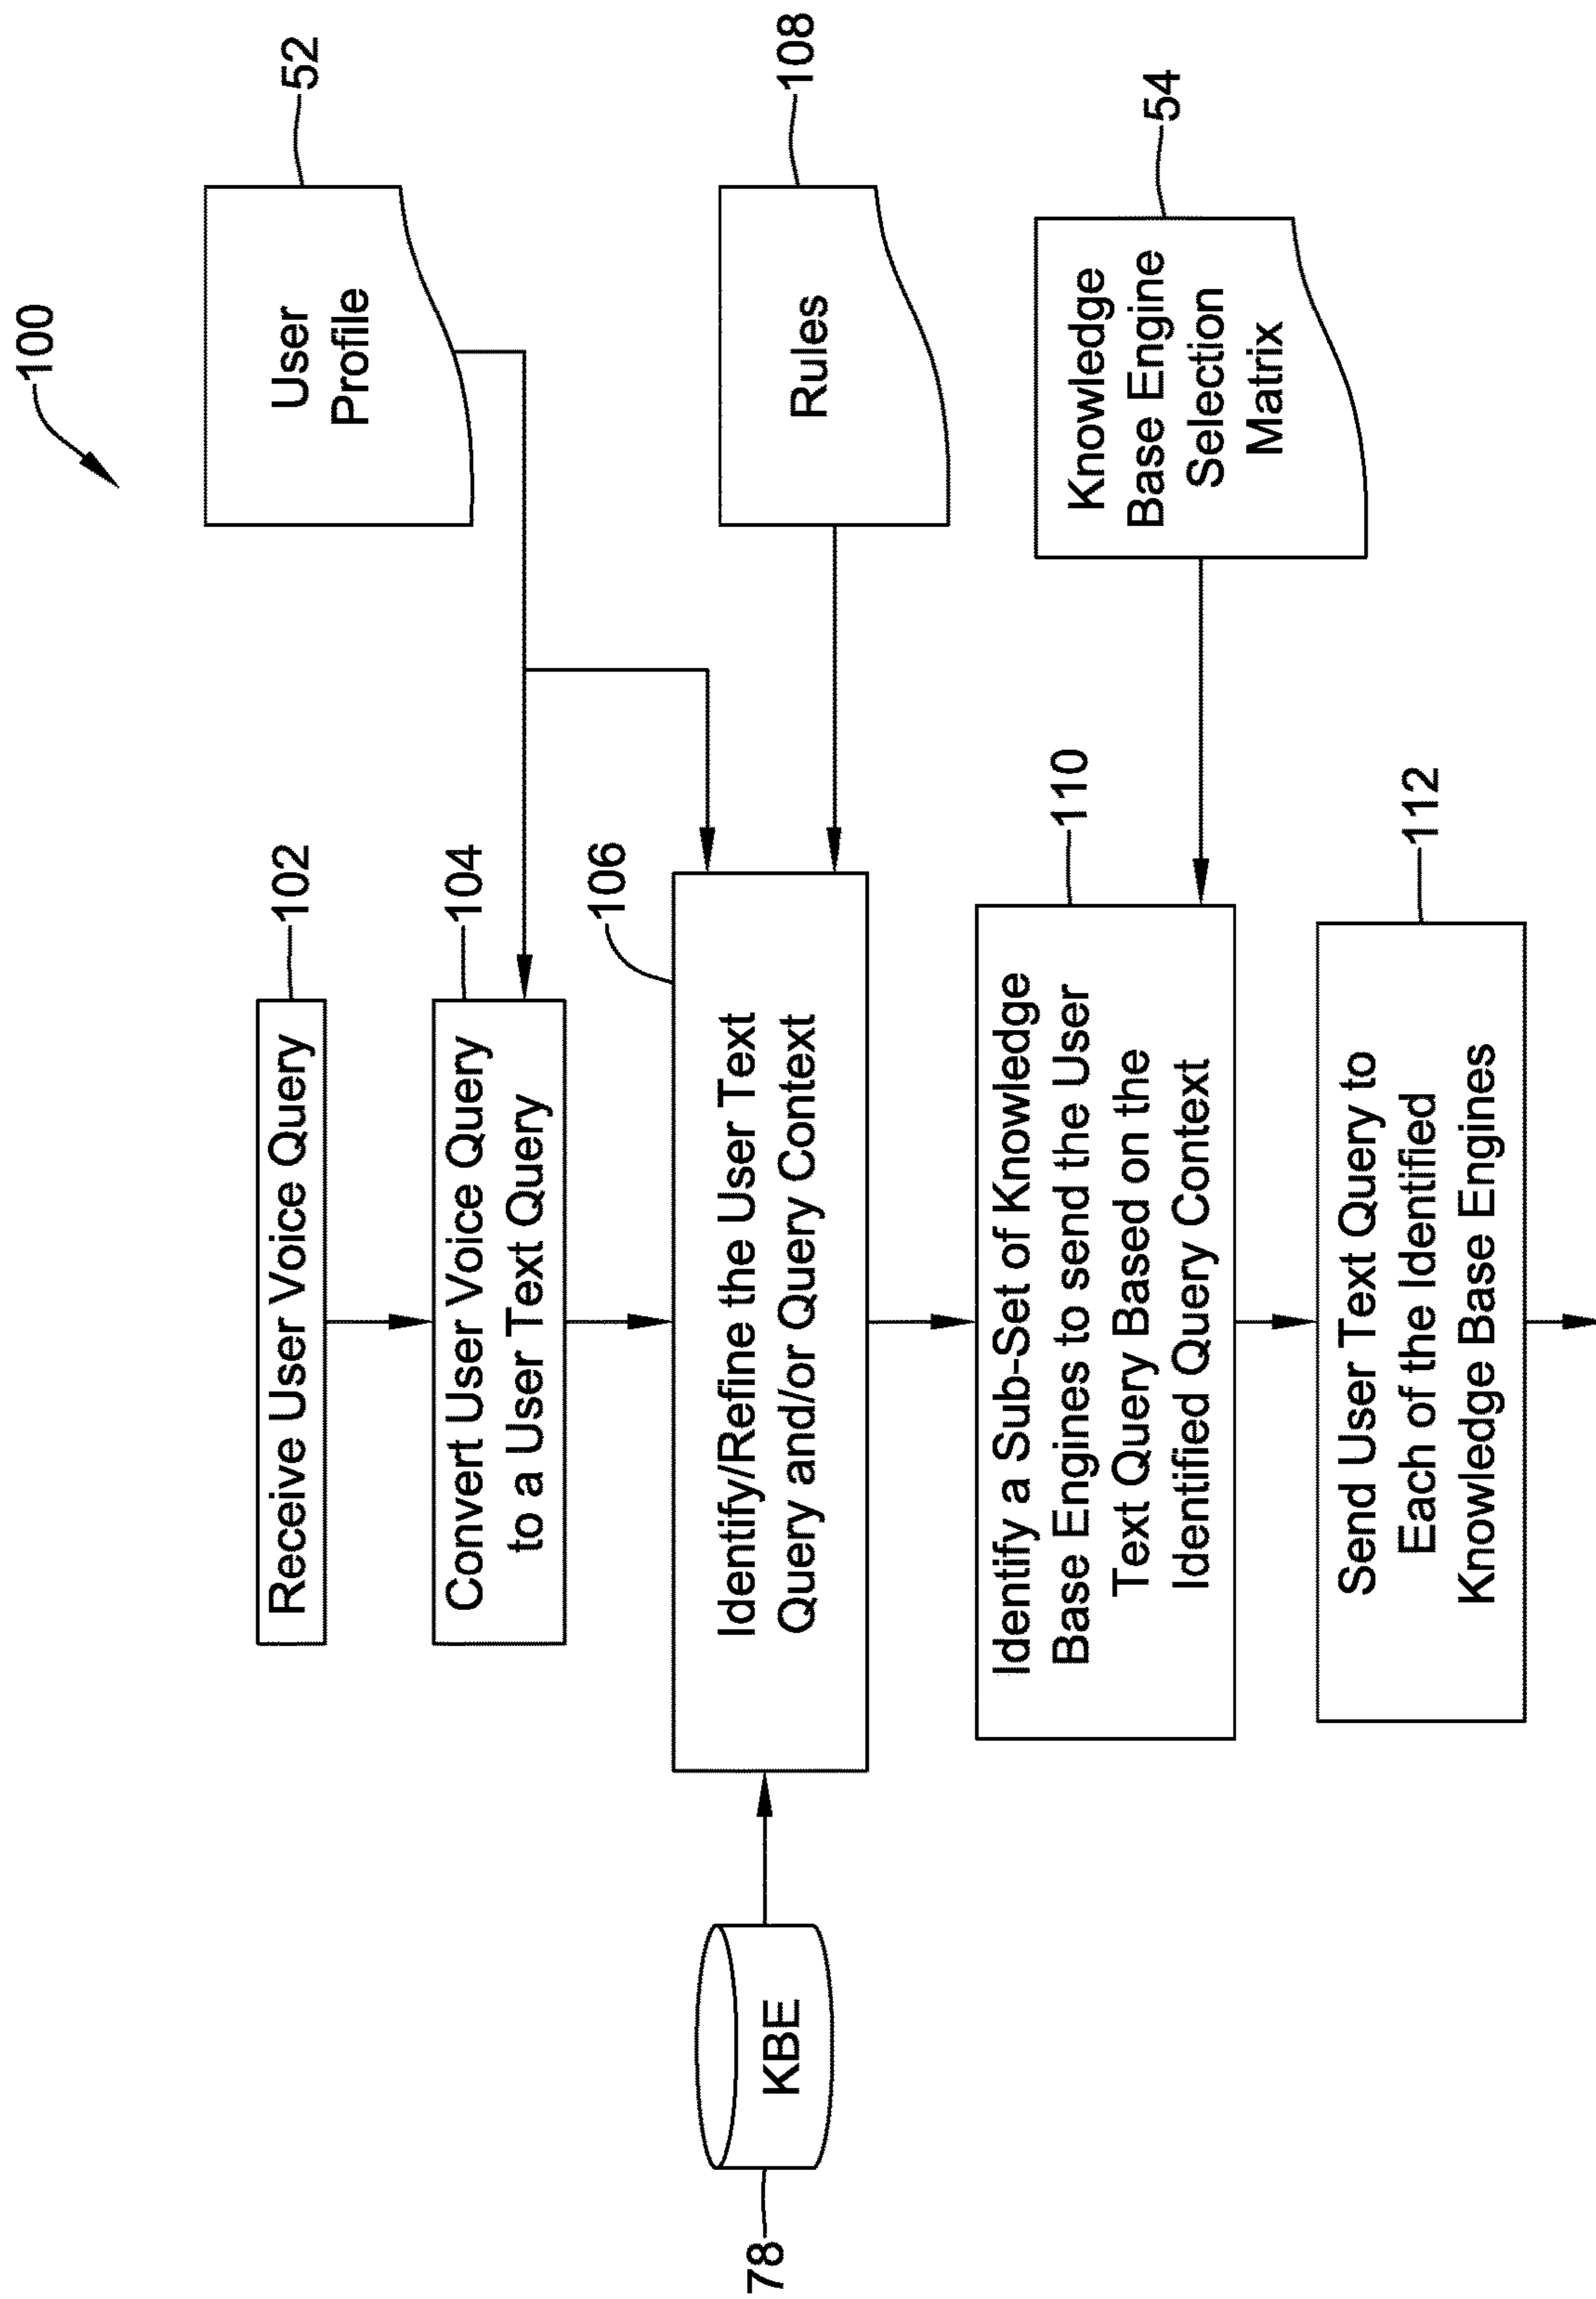 100
Receive User Voice Query
102
User
Profile
52
Convert User Voice Query
to a User Text Query
104
106
Identify/Refine the User Text
Query and/or Query Context
KBE
78
Rules
108
Identify a Sub-Set of Knowledge
Base Engines to send the User
Text Query Based on the
Identified Query Context
110
Knowledge
Base Engine
Selection
Matrix
54
Send User Text Query to
Each of the Identified
Knowledge Base Engines
112